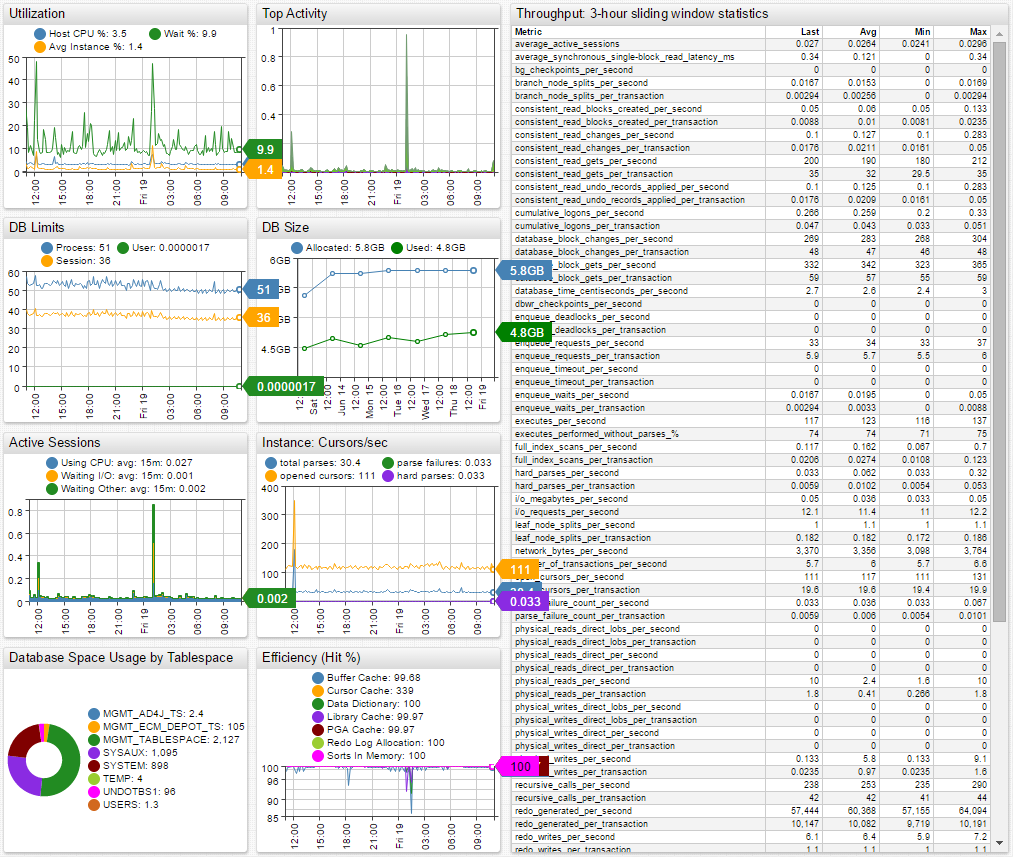 Utilization
Host CPU %: 3.5 Wait %: 9.9
Avg Instance %: 1.4
50
40
30
20
10
0
9.9
1.4
12:00 15:00 18:00 21:00 Fri 19 03:00 06:00 09:00
Top Activity
1
0.8
0.6
0.4
0
12:00 15:00 18:00 21:00 Fri 19 03:00 06:00 09:00
DB Limits
Process: 51 User: 0.0000017
Session: 36
60
50
40
30
20
10
0
51
36
0.0000017
12:00 15:00 18:00 21:00 Fri 19 03:00 06:00 09:00
DB Size
Allocated: 5.8GB Used: 4.8GB
6GB
GB
GB
4.5GB
5.8GB
4.8GB
12:00 Sat 12:00 Jun 14 12:00 Mon 15 12:00 Tue 16 12:00 Wed 17 12:00 Thu 18 12:00 Fri 19
Active Sessions
Using CPU: avg: 15m: 0.027
Waiting I/O: avg: 15m: 0.001
Waiting Other: avg: 15m: 0.002
0.8
0.6
0.4
0.2
0
0.002
12:00 15:00 18:00 21:00 Fri 19 03:00 06:00 09:00
Instance: Cursors/sec
total parses: 30.4 parse failures: 0.033
opened cursors: 111 hard parses: 0.033
400
300
200
100
111
0.033
12:00 15:00 18:00 21:00 Fri 19 03:00 06:00 09:00
Database Space Usage by Tablespace
MGMT_AD4J_TS: 2.4
MGMT_ECM_DEPOT_TS: 105
MGMT_TABLESPACE: 2,127
SYSAUX: 1,095
SYSTEM: 898
TEMP: 4
UNDOTBS1: 96
USERS: 1.3
Efficiency (Hit %)
Buffer Cache: 99.68
Cursor Cache: 339
Data Dictionary: 100
Library Cache: 99.97
PGA Cache: 99.97
Redo Log Allocation: 100
Sorts In Memory: 100
100
96
90
85
100
12:00 15:00 18:00 21:00 Fri 19 03:00 06:00 09:00
Throughput: 3-hour sliding window statistics
Metric Last Avg Min Max
average_active_sessions 0.027 0.0264 0.0241 0.0296
average_synchronous_single-block_read_latency_ms 0.34 0.121 0 0.34
bg_checkpoints_per_second 0 0 0 0
branch_node_splits_per_second 0.0167 0.0153 0 0.0169
branch_node_splits_per_transaction 0.00294 0.00256 0 0.00294
consistent_read_blocks_created_per_second 0.05 0.06 0.05 0.133
consistent_read_blocks_created_per_transaction 0.0088 0.01 0.0081 0.0235
consistent_read_changes_per_second 0.1 0.127 0.1 0.283
consistent_read_changes_per_transaction 0.0176 0.0211 0.0161 0.05
consistent_read_gets_per_second 200 190 180 212
consistent_read_gets_per_transaction 35 32 29.5 35
consistent_read_undo_records_applied_per_second 0.1 0.125 0.1 0.283
consistent_read_undo_records_applied_per_transaction 0.0176 0.0209 0.0161 0.05
cumulative_logons_per_second 0.266 0.259 0.2 0.33
cumulative_logons_per_transaction 0.047 0.043 0.033 0.051
database_block_changes_per_second 269 283 268 304
database_block_changes_per_transaction 48 47 46 48
_block_gets_per_second 332 342 323 365
_block_gets_per_transaction 59 57 55 59
database_time_centiseconds_per_second 2.7 2.6 2.4 3
dbwr_checkpoints_per_second 0 0 0 0
enqueue_deadlocks_per_second 0 0 0 0
_deadlocks_per_transaction 0 0 0 0
enqueue_requests_per_second 33 34 33 37
enqueue_requests_per_transaction 5.9 5.7 5.5 6
enqueue_timeout_per_second 0 0 0 0
enqueue_timeout_per_transaction 0 0 0 0
enqueue_waits_per_second 0.0167 0.0195 0 0.05
enqueue_waits_per_transaction 0.00294 0.0033 0 0.0088
executes_per_second 117 123 116 137
executes_performed_without_parses_% 74 74 71 75
full_index_scans_per_second 0.117 0.162 0.067 0.7
full_index_scans_per_transaction 0.0206 0.0274 0.0108 0.123
hard_parses_per_second 0.033 0.062 0.033 0.32
hard_parses_per_transaction 0.0059 0.0102 0.0054 0.053
i/o_megabytes_per_second 0.05 0.036 0.033 0.05
i/o_requests_per_second 12.1 11.4 11 12.2
leaf_node_splits_per_second 1 1.1 1 1.1
leaf_node_splits_per_transaction 0.182 0.182 0.172 0.186
network_bytes_per_second 3,370 3,356 3,098 3,764
er_of_transactions_per_second 5.7 6 5.7 6.6
cursors_per_second 111 117 111 131
ursors_per_transaction 19.6 19.6 19.4 19.9
failure_count_per_second 0.033 0.036 0.033 0.067
parse_failure_count_per_transaction 0.0059 0.006 0.0054 0.0101
physical_reads_direct_lobs_per_second 0 0 0 0
physical_reads_direct_lobs_per_transaction 0 0 0 0
physical_reads_direct_per_second 0 0 0 0
physical_reads_direct_per_transaction 0 0 0 0
physical_reads_per_second 10 2.4 1.6 10
physical_reads_per_transaction 1.8 0.41 0.266 1.8
physical_writes_direct_lobs_per_second 0 0 0 0
physical_writes_direct_lobs_per_transaction 0 0 0 0
physical_writes_direct_per_second 0 0 0 0
physical_writes_direct_per_transaction 0 0 0 0
_writes_per_second 0.133 5.8 0.133 9.1
_writes_per_transaction 0.0235 0.97 0.0235 1.6
recursive_calls_per_second 238 253 235 290
recursive_calls_per_transaction 42 42 41 44
redo_generated_per_second 57,444 60,368 57,155 64,094
redo_generated_per_transaction 10,147 10,082 9,719 10,191
redo_writes_per_second 6.1 6.4 5.9 7.2
redo_writes_per_transaction 1.1 1.1 1 1.1